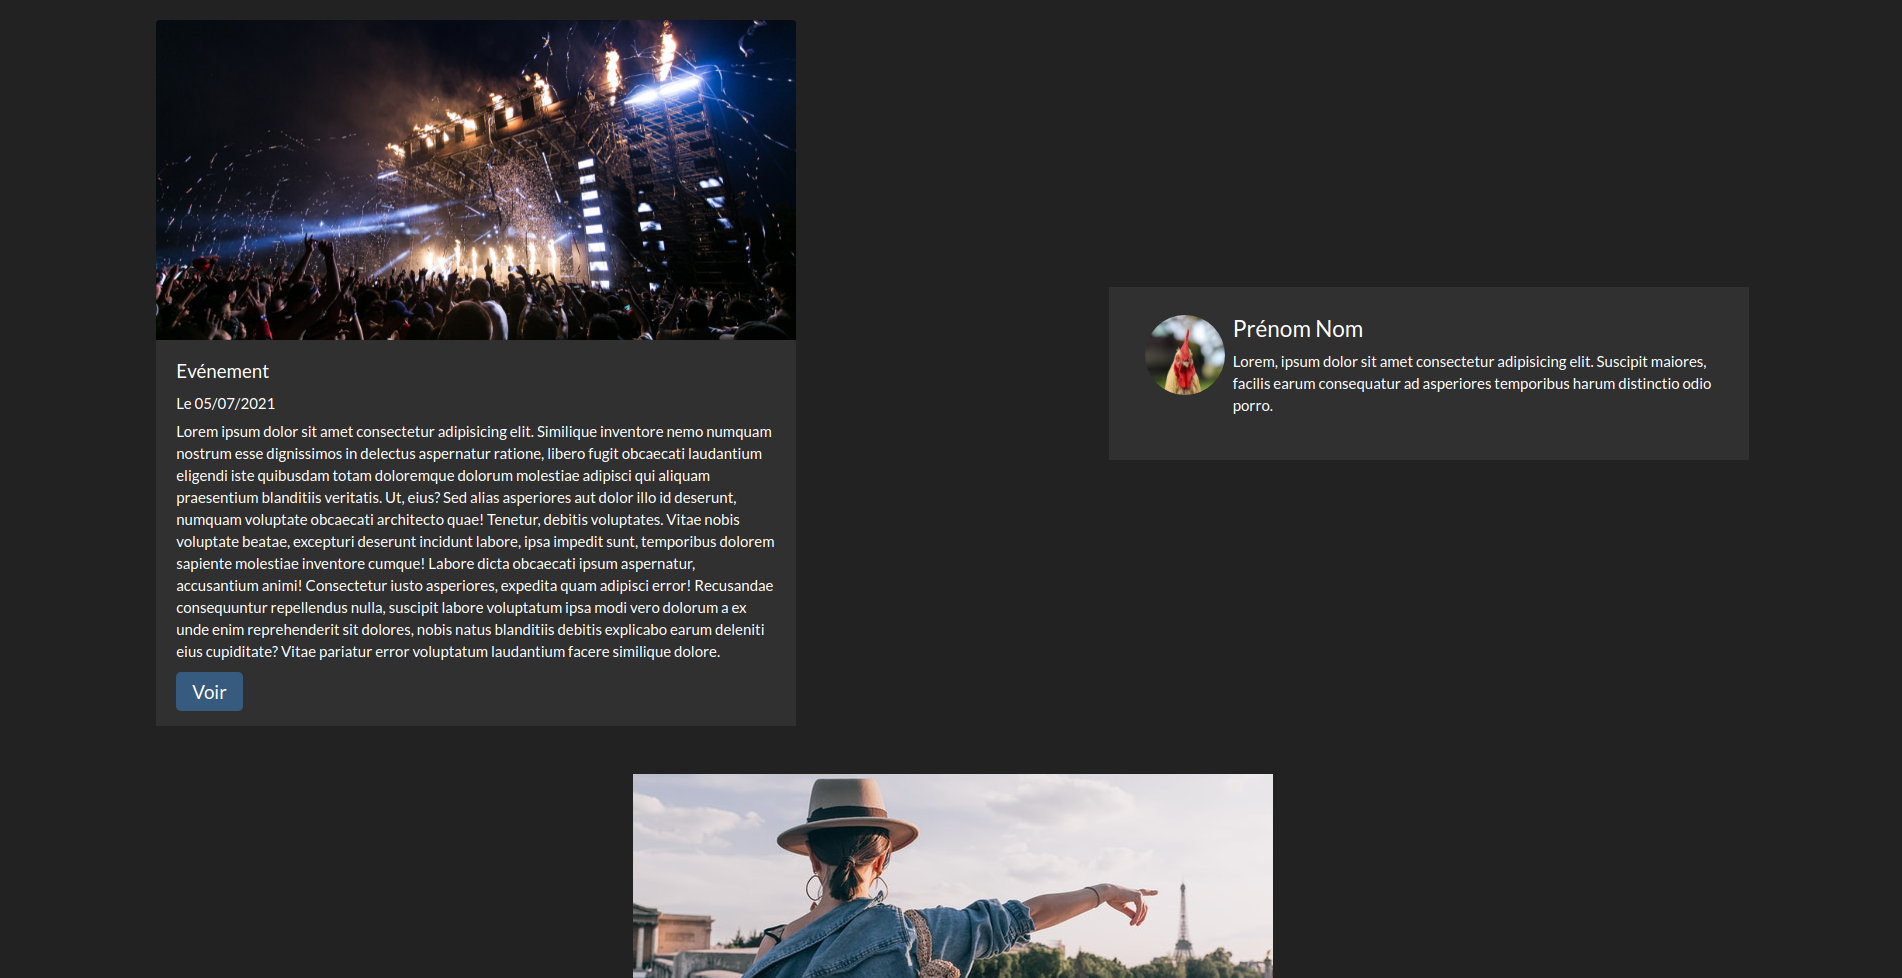 Evénement
Le 05/07/2021
Lorem ipsum dolor sit amet consectetur adipisicing elit. Similique inventore nemo numquam
nostrum esse dignissimos in delectus aspernatur ratione, libero fugit obcaecati laudantium
eligendi iste quibusdam totam doloremque dolorum molestiae adipisci qui aliquam
praesentium blanditiis veritatis. Ut, eius? Sed alias asperiores aut dolor illo id deserunt,
numquam voluptate obcaecati architecto quae! Tenetur, debitis voluptates. Vitae nobis
voluptate beatae, excepturi deserunt incidunt labore, ipsa impedit sunt, temporibus dolorem
sapiente molestiae inventore cumque! Labore dicta obcaecati ipsum aspernatur,
accusantium animi! Consectetur iusto asperiores, expedita quam adipisci error! Recusandae
consequuntur repellendus nulla, suscipit labore voluptatum ipsa modi vero dolorum a ex
unde enim reprehenderit sit dolores, nobis natus blanditiis debitis explicabo earum deleniti
eius cupiditate? Vitae pariatur error voluptatum laudantium facere similique dolore.
Voir
Prénom Nom
Lorem, ipsum dolor sit amet consectetur adipisicing elit. Suscipit maiores,
facilis earum consequatur ad asperiores temporibus harum distinctio odio
porro.